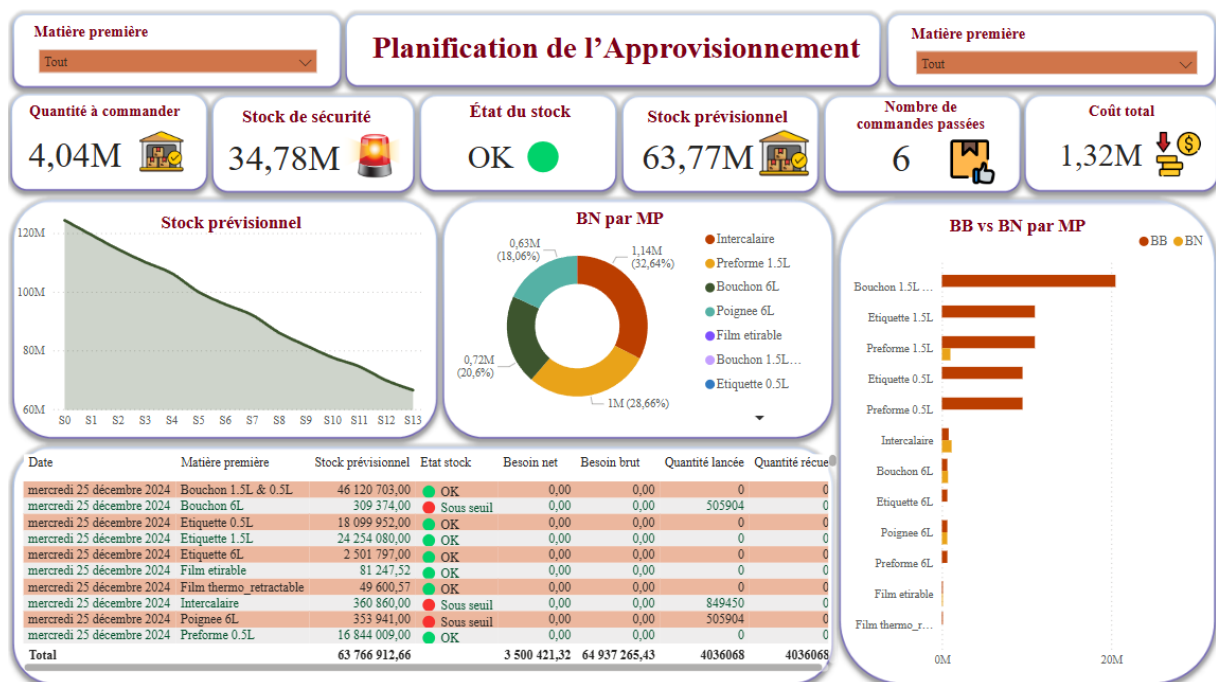 Matière première
Tout
Planification de l'Approvisionnement
Matière première
Tout
Quantité à commander
4,04M
Stock de sécurité
34,78M
État du stock
OK
Stock prévisionnel
63,77M
Nombre de
commandes passées
6
Coût total
1,32M
Stock prévisionnel
120M
100M
80M
60M
S0 S1 S2 S3 S4 S5 S6 S7 S8 S9 S10 S11 S12 S13
BN par MP
0,63M
(18,06%)
1,14M
(32,64%)
0,72M
(20,6%)
1M (28,66%)
Intercalaire
Preforme 1.5L
Bouchon 6L
Poignee 6L
Film etirable
Bouchon 1.5L...
Etiquette 0.5L
BB vs BN par MP
BB BN
Bouchon 1.5L ...
Etiquette 1.5L
Preforme 1.5L
Etiquette 0.5L
Preforme 0.5L
Intercalaire
Bouchon 6L
Etiquette 6L
Poignee 6L
Preforme 6L
Film etirable
Film thermo_r...
0M 20M
Date Matière première Stock prévisionnel Etat stock Besoin net Besoin brut Quantité lancée Quantité récue
mercredi 25 décembre 2024 Bouchon 1.5L & 0.5L 46 120 703,00 OK 0,00 0,00 0 0
mercredi 25 décembre 2024 Bouchon 6L 309 374,00 Sous seuil 0,00 0,00 505904 0
mercredi 25 décembre 2024 Etiquette 0.5L 18 099 952,00 OK 0,00 0,00 0 0
mercredi 25 décembre 2024 Etiquette 1.5L 24 254 080,00 OK 0,00 0,00 0 0
mercredi 25 décembre 2024 Etiquette 6L 2 501 797,00 OK 0,00 0,00 0 0
mercredi 25 décembre 2024 Film etirable 81 247,52 OK 0,00 0,00 0 0
mercredi 25 décembre 2024 Film thermo_retractable 49 600,57 OK 0,00 0,00 0 0
mercredi 25 décembre 2024 Intercalaire 360 860,00 Sous seuil 0,00 0,00 849450 0
mercredi 25 décembre 2024 Poignee 6L 353 941,00 Sous seuil 0,00 0,00 505904 0
mercredi 25 décembre 2024 Preforme 0.5L 16 844 009,00 OK 0,00 0,00 0 0
Total 63 766 912,66 3 500 421,32 64 937 265,43 4036068 4036068